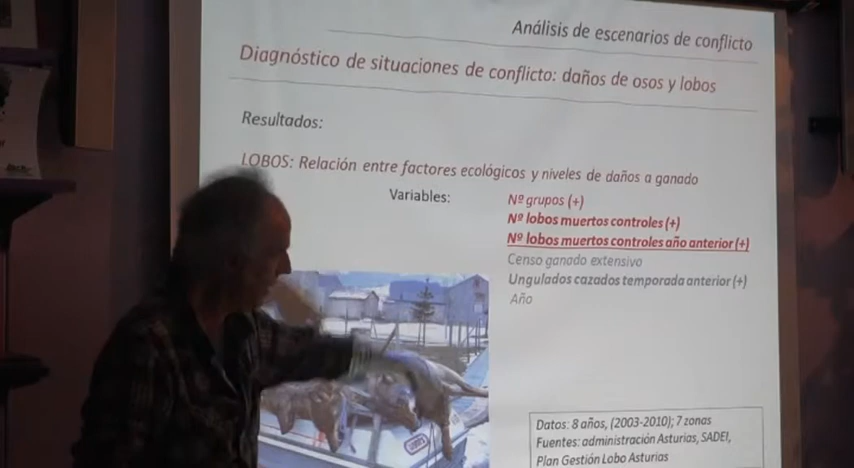 Análisis de escenarios de conflicto
Diagnóstico de situaciones de conflicto: daños de osos y lobos
Resultados:
LOBOS: Relación entre factores ecológicos y niveles de daños a ganado
Variables:
Nº grupos (+)
Nº lobos muertos controles (+)
Nº lobos muertos controles año anterior (+)
Censo ganado extensivo
Ungulados cazados temporada anterior (+)
Año
Datos: 8 años, (2003-2010); 7 zonas
Fuentes: administración Asturias, SADEI,
Plan Gestión Lobo Asturias